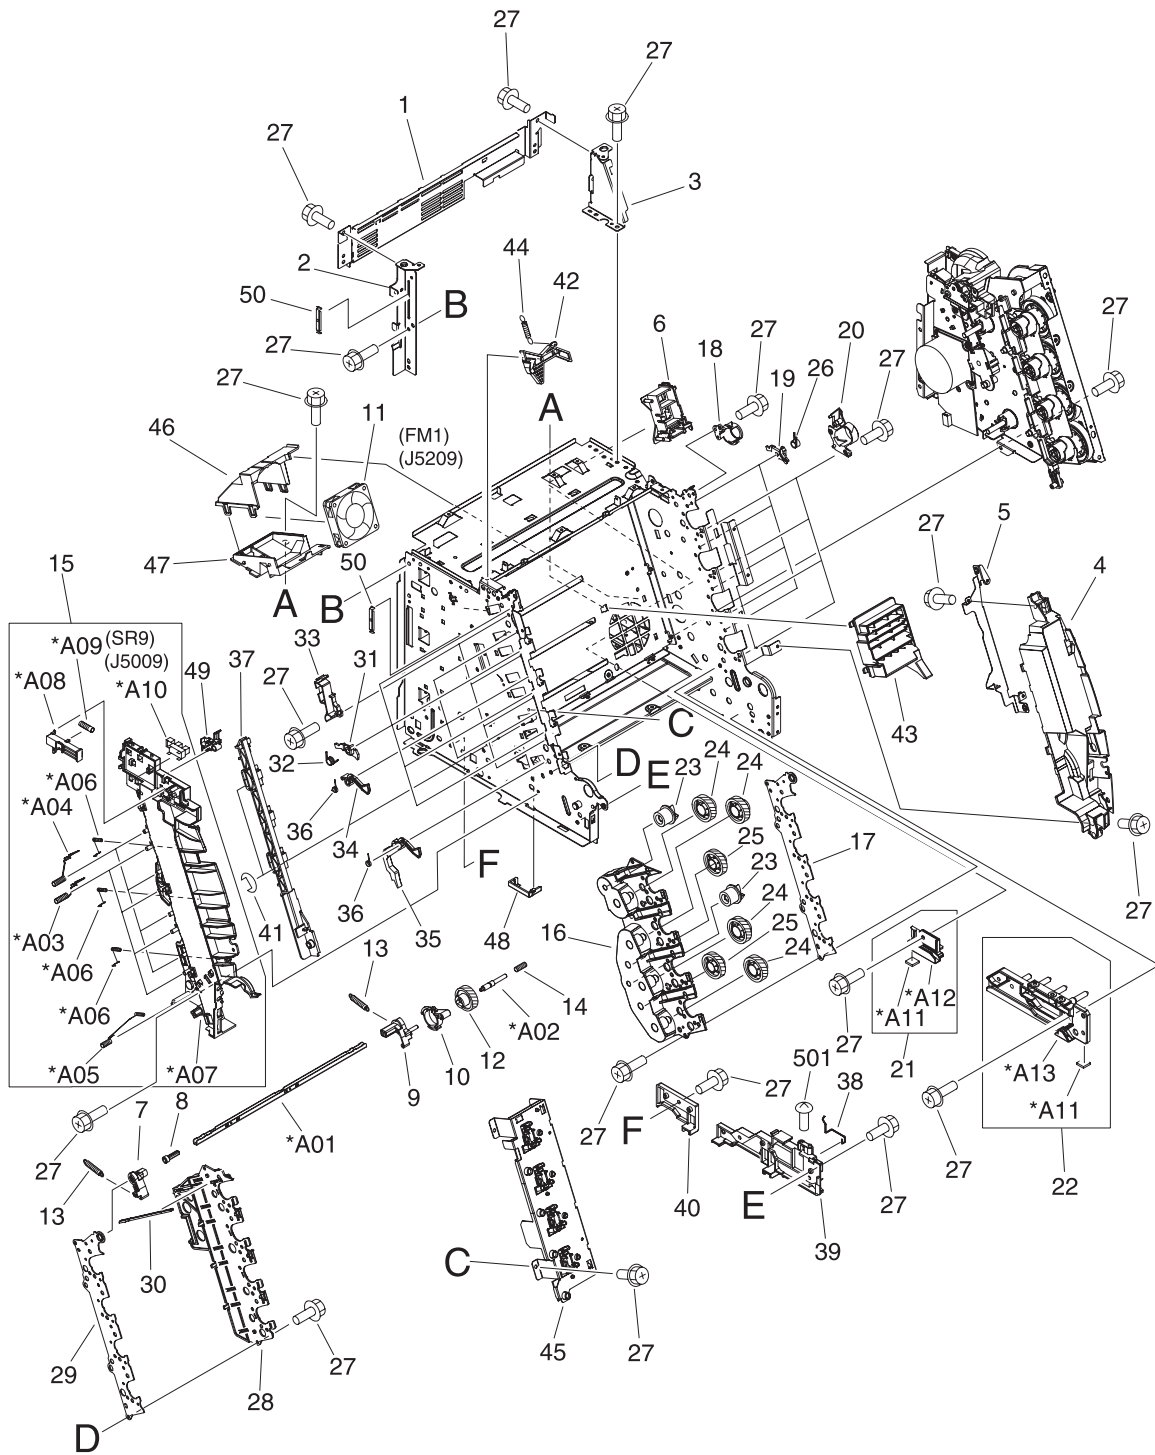 27
27
1
27
3
44
42
2
B
50
6
27
20
18
26
27
27
19
27
27
11
A
46
(FM1)
(J5209)
27
5
4
47
50
15
A
B
*A09
(SR9)
(J5009)
33
31
49
37
*A08
*A10
27
43
C
32
D
E
24
24
23
*A06
*A04
36
34
25
17
F
23
27
36
24
*A03
41
35
48
16
25
*A06
24
13
14
*A12
*A06
*A02
*A11
27
12
501
21
*A13
*A05
*A07
10
38
*A11
9
27
7
8
*A01
27
F
27
27
22
27
40
E
27
13
39
30
C
29
45
27
27
28
D